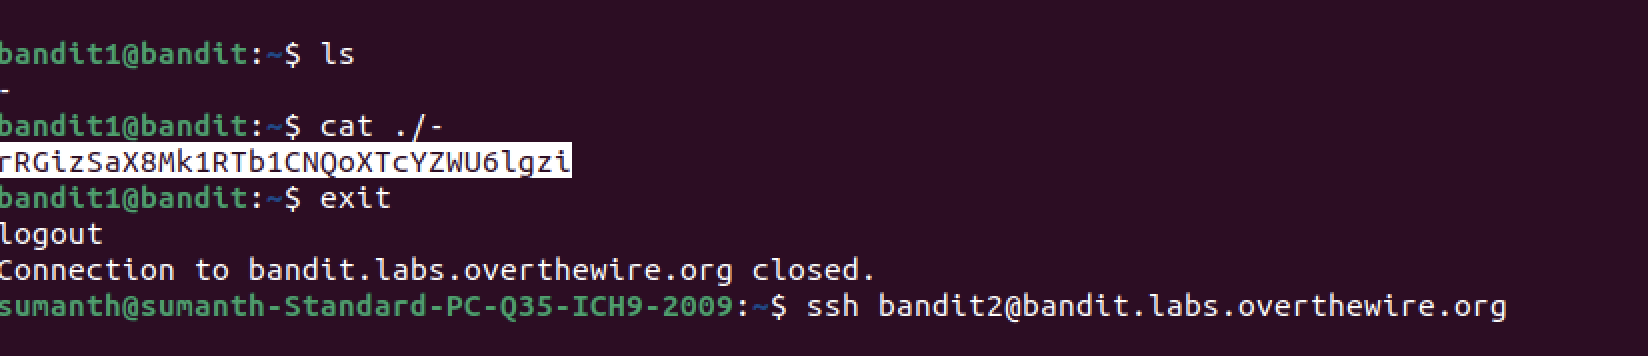 bandit1@bandit:~$ ls
-
bandit1@bandit:~$ cat ./-
rRGizSaX8Mk1RTb1CNQoXTcYZWU6lgzi
bandit1@bandit:~$ exit
logout
Connection to bandit.labs.overthewire.org closed.
sumanth@sumanth-Standard-PC-Q35-ICH9-2009:~$ ssh bandit2@bandit.labs.overthewire.org